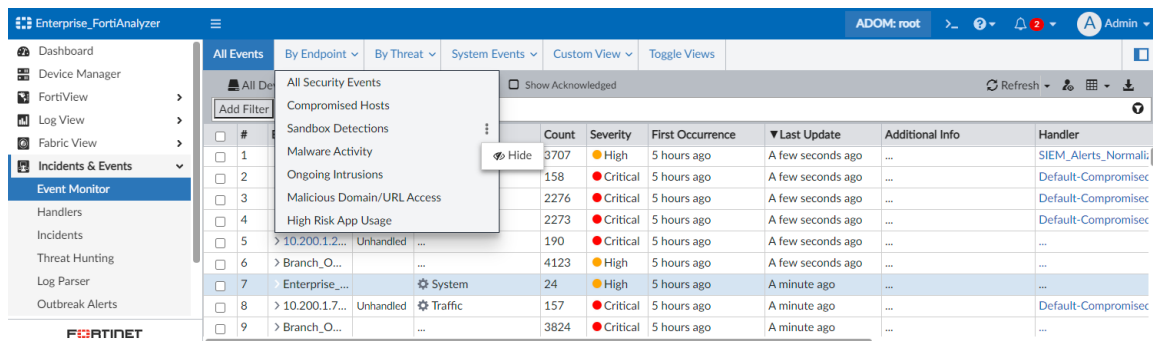 Enterprise_FortiAnalyzer
ADOM: root
>_
2
A
Admin
Dashboard
Device Manager
FortiView
Log View
Fabric View
Incidents & Events
Event Monitor
Handlers
Incidents
Threat Hunting
Log Parser
Outbreak Alerts
FORTINET
All Events By Endpoint By Threat System Events Custom View Toggle Views
All De Show Acknowledged Refresh
Add Filter
All Security Events
Compromised Hosts
Sandbox Detections
Malware Activity
Ongoing Intrusions
Malicious Domain/URL Access
High Risk App Usage
Hide
# Count Severity First Occurrence ▼Last Update Additional Info Handler
1 3707 High 5 hours ago A few seconds ago ... SIEM_Alerts_Normali
2 158 Critical 5 hours ago A few seconds ago ... Default-Compromised
3 2276 Critical 5 hours ago A few seconds ago ... Default-Compromised
4 2273 Critical 5 hours ago A few seconds ago ... Default-Compromised
5 > 10.200.1.2... Unhandled ... 190 Critical 5 hours ago A few seconds ago ... ...
6 > Branch_O... ... 4123 High 5 hours ago A few seconds ago ... ...
7 > Enterprise_... System 24 High 5 hours ago A minute ago ... ...
8 > 10.200.1.7... Unhandled Traffic 157 Critical 5 hours ago A minute ago ... Default-Compromised
9 > Branch_O... ... 3824 Critical 5 hours ago A minute ago ... ...